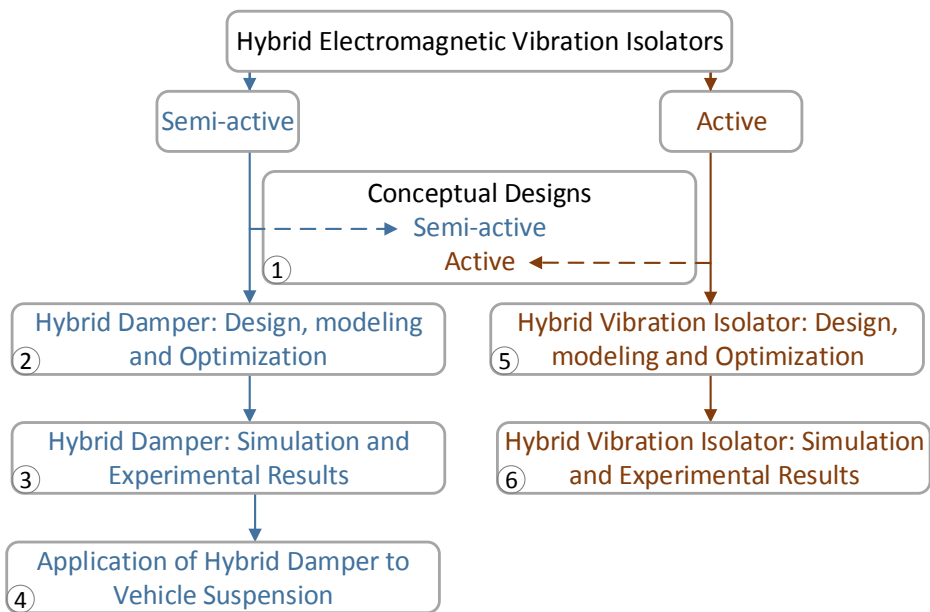 Hybrid Electromagnetic Vibration Isolators
Semi-active
Active
Conceptual Designs
Semi-active
Active
1
Hybrid Damper: Design, modeling
and Optimization
2
Hybrid Damper: Simulation and
Experimental Results
3
Application of Hybrid Damper to
Vehicle Suspension
4
Hybrid Vibration Isolator: Design,
modeling and Optimization
5
Hybrid Vibration Isolator: Simulation
and Experimental Results
6